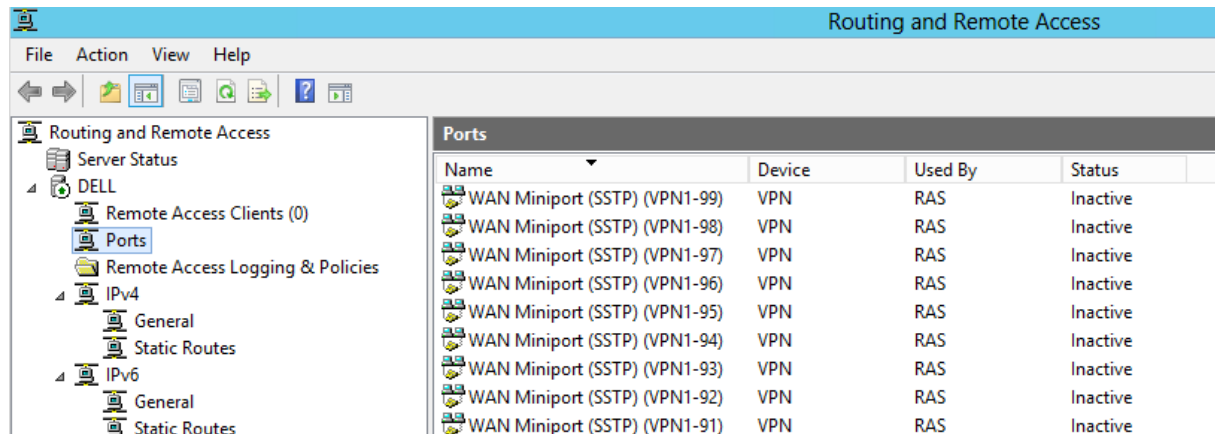 Routing and Remote Access
File Action View Help
Routing and Remote Access
Server Status
DELL
Remote Access Clients (0)
Ports
Remote Access Logging & Policies
IPv4
General
Static Routes
IPv6
General
Static Routes
Ports
Name Device Used By Status
WAN Miniport (SSTP) (VPN1-99) VPN RAS Inactive
WAN Miniport (SSTP) (VPN1-98) VPN RAS Inactive
WAN Miniport (SSTP) (VPN1-97) VPN RAS Inactive
WAN Miniport (SSTP) (VPN1-96) VPN RAS Inactive
WAN Miniport (SSTP) (VPN1-95) VPN RAS Inactive
WAN Miniport (SSTP) (VPN1-94) VPN RAS Inactive
WAN Miniport (SSTP) (VPN1-93) VPN RAS Inactive
WAN Miniport (SSTP) (VPN1-92) VPN RAS Inactive
WAN Miniport (SSTP) (VPN1-91) VPN RAS Inactive